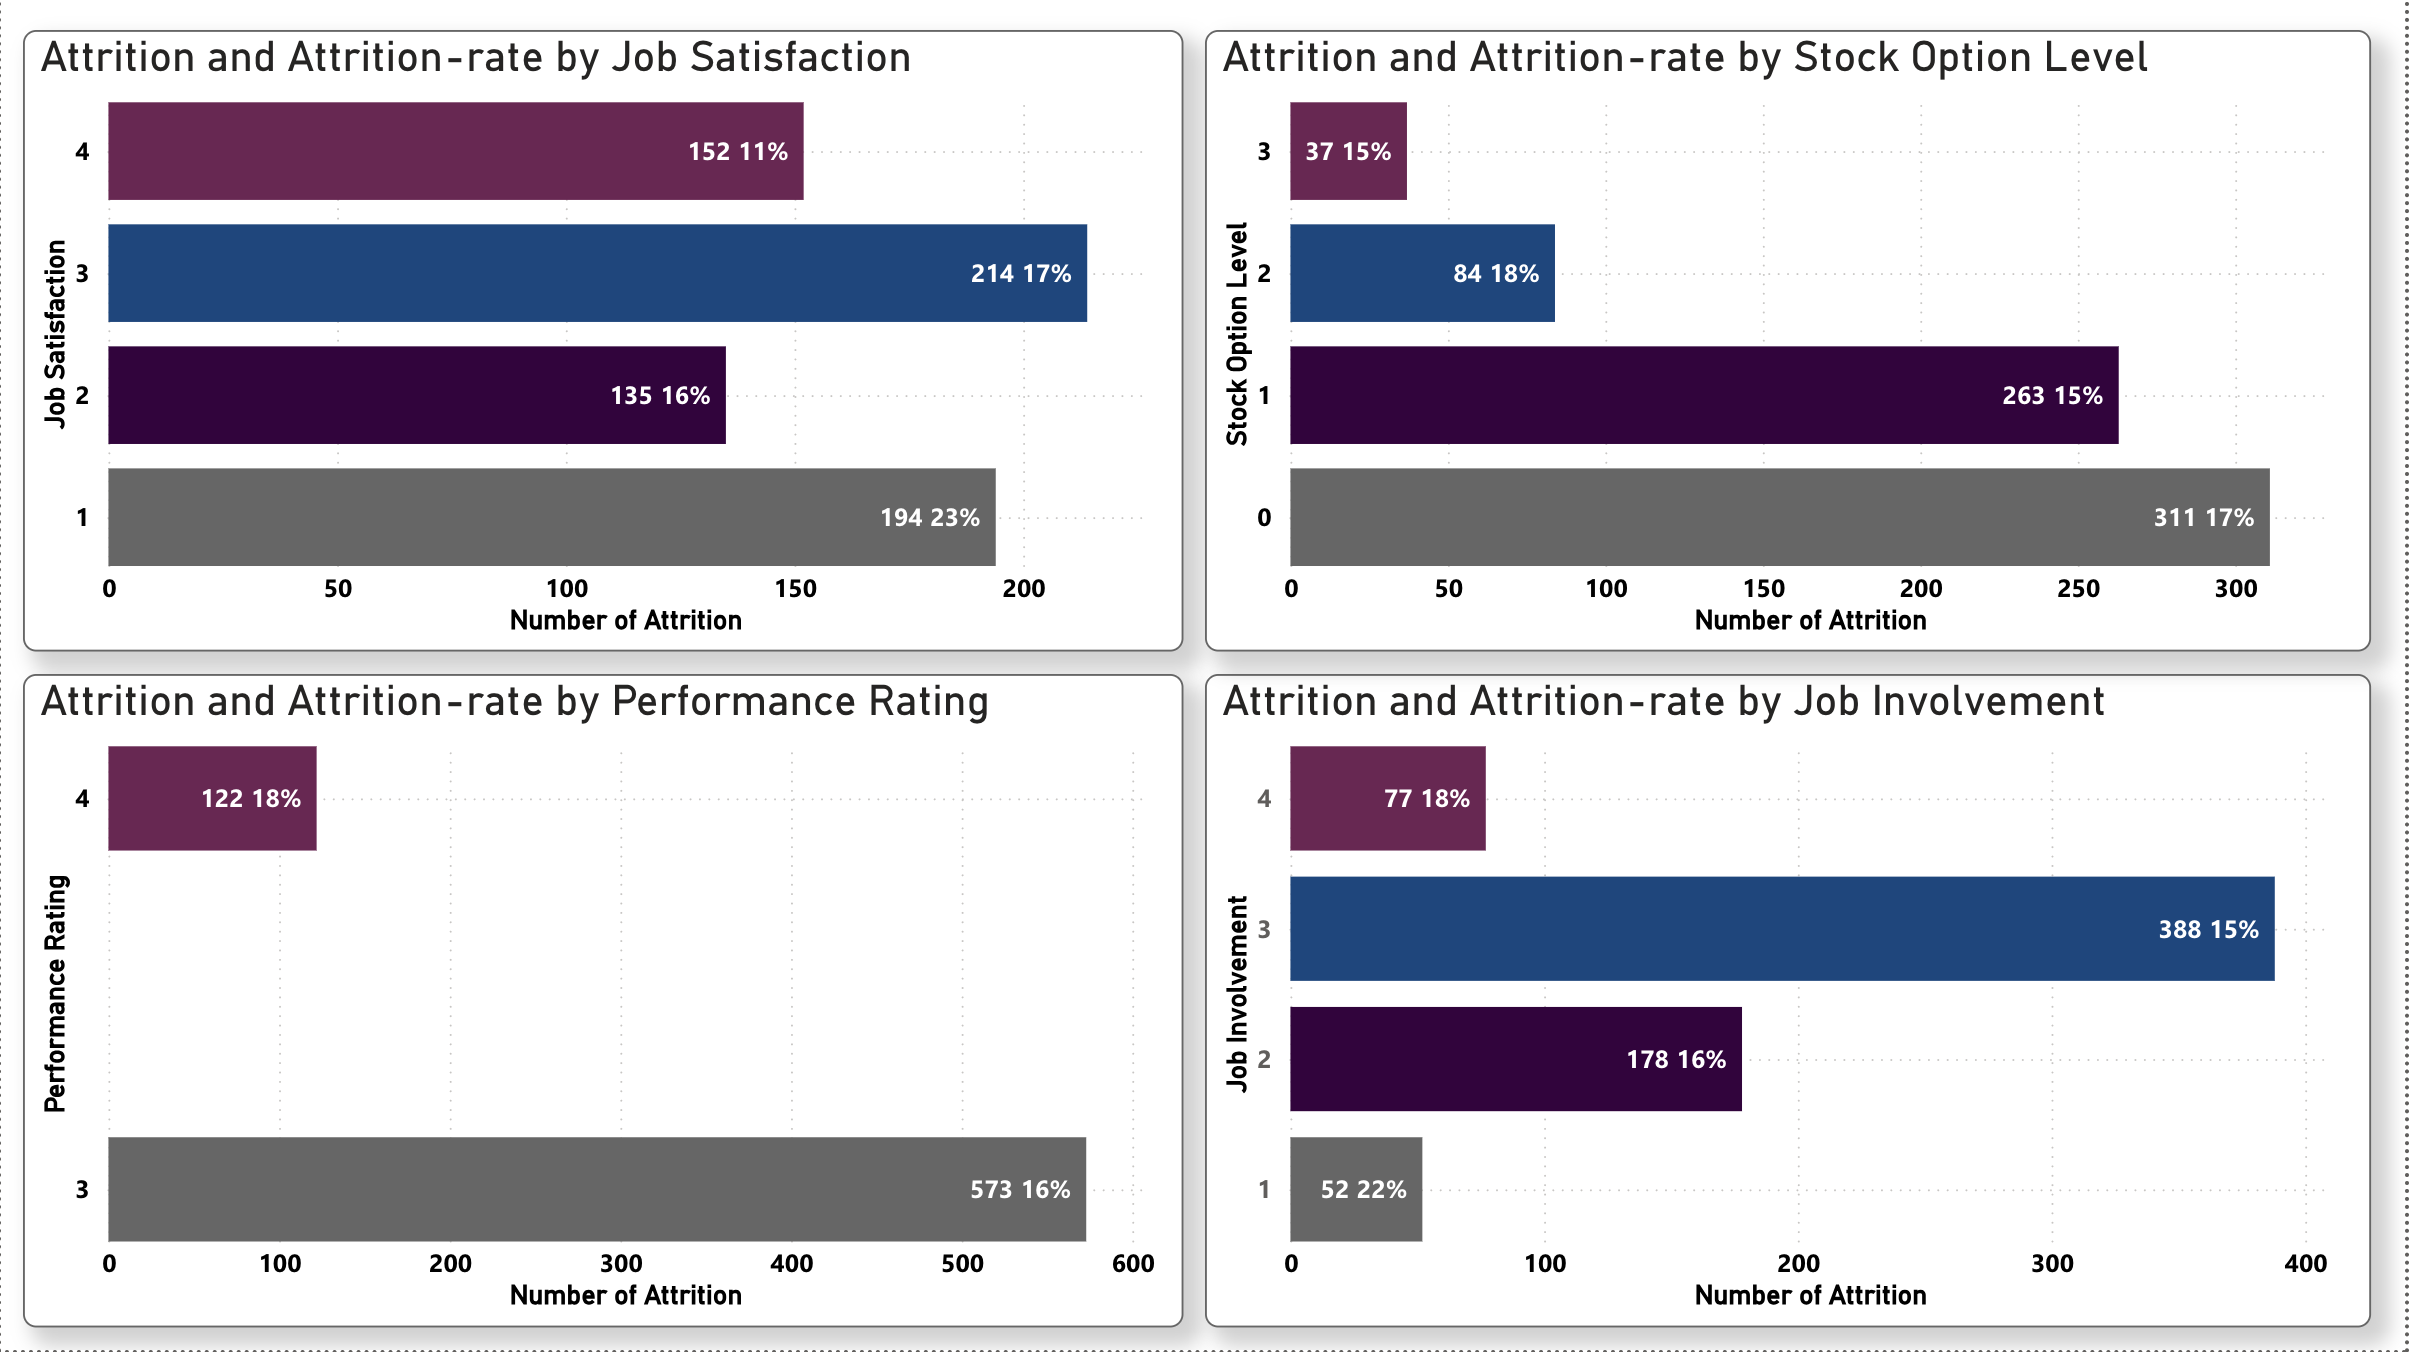 Attrition and Attrition-rate by Job Satisfaction
Job Satisfaction
4
152 11%
3
214 17%
2
135 16%
1
194 23%
0 50 100 150 200
Number of Attrition
Attrition and Attrition-rate by Stock Option Level
Stock Option Level
3
37 15%
2
84 18%
1
263 15%
0
311 17%
0 50 100 150 200 250 300
Number of Attrition
Attrition and Attrition-rate by Performance Rating
Performance Rating
4
122 18%
3
573 16%
0 100 200 300 400 500 600
Number of Attrition
Attrition and Attrition-rate by Job Involvement
Job Involvement
4
77 18%
3
388 15%
2
178 16%
1
52 22%
0 100 200 300 400
Number of Attrition